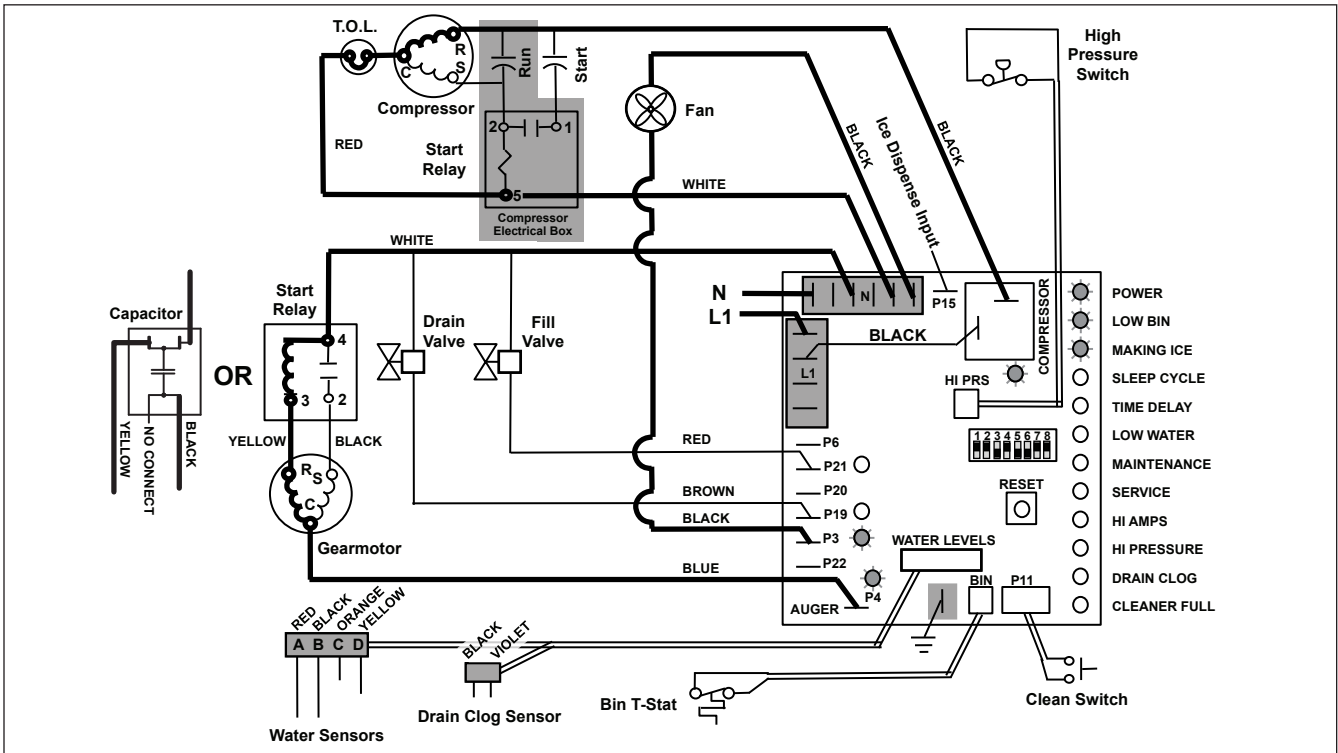 T.O.L.
Compressor
R
S
C
Run
Start
2
1
5
Start
Relay
Compressor
Electrical Box
RED
Fan
BLACK
Ice Dispense Input
BLACK
High
Pressure
Switch
WHITE
WHITE
Capacitor
YELLOW
NO CONNECT
BLACK
OR
Start
Relay
4
3
2
YELLOW
BLACK
R
S
C
Gearmotor
Drain
Valve
Fill
Valve
N
L1
N
P15
L1
BLACK
COMPRESSOR
HI PRS
1 2 3 4 5 6 7 8
RESET
RED
BROWN
BLACK
BLUE
P6
P21
P20
P19
P3
P22
P4
AUGER
WATER LEVELS
BIN
P11
POWER
LOW BIN
MAKING ICE
SLEEP CYCLE
TIME DELAY
LOW WATER
MAINTENANCE
SERVICE
HI AMPS
HI PRESSURE
DRAIN CLOG
CLEANER FULL
RED
BLACK
ORANGE
YELLOW
A B C D
Water Sensors
BLACK
VIOLET
Drain Clog Sensor
Bin T-Stat
Clean Switch